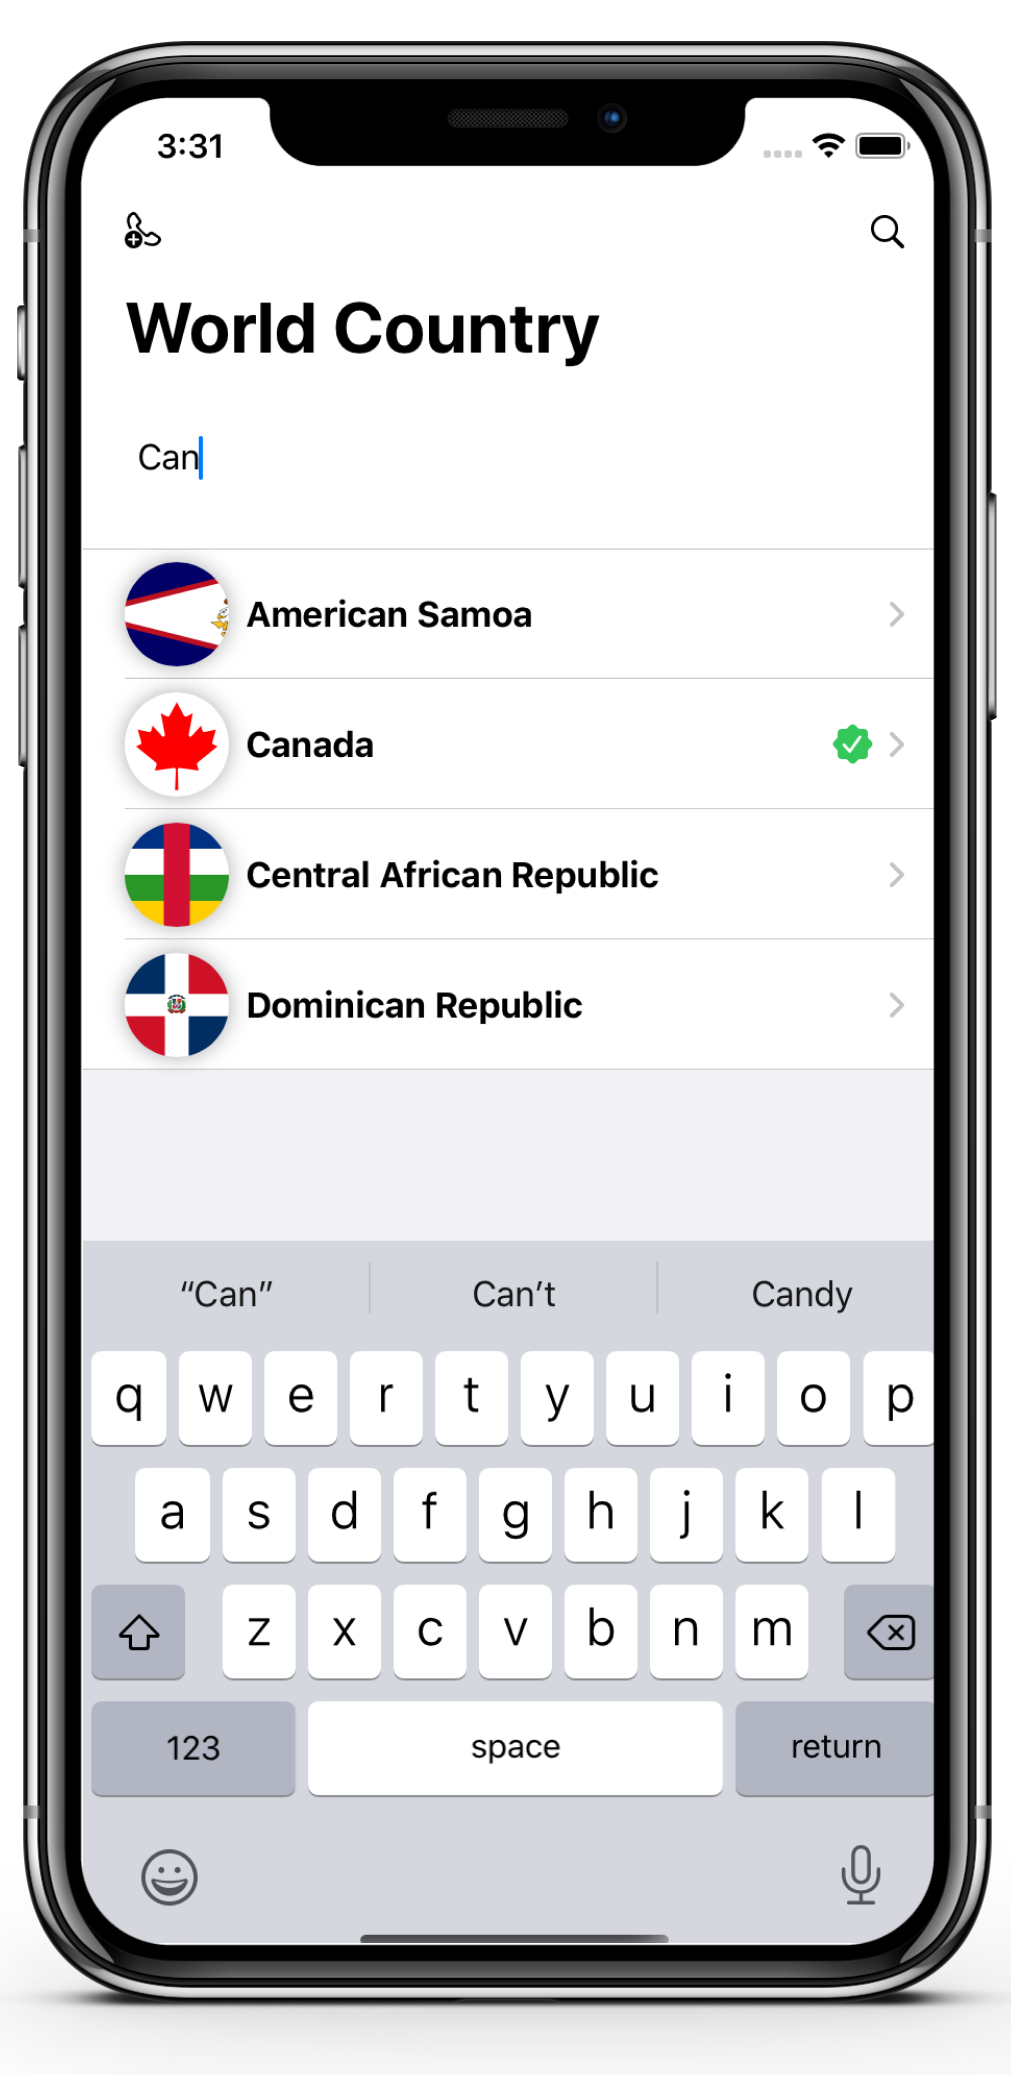 3:31
World Country
Can
American Samoa
Canada
Central African Republic
Dominican Republic
“Can” Can’t Candy
q w e r t y u i o p
a s d f g h j k l
z x c v b n m
123 space return